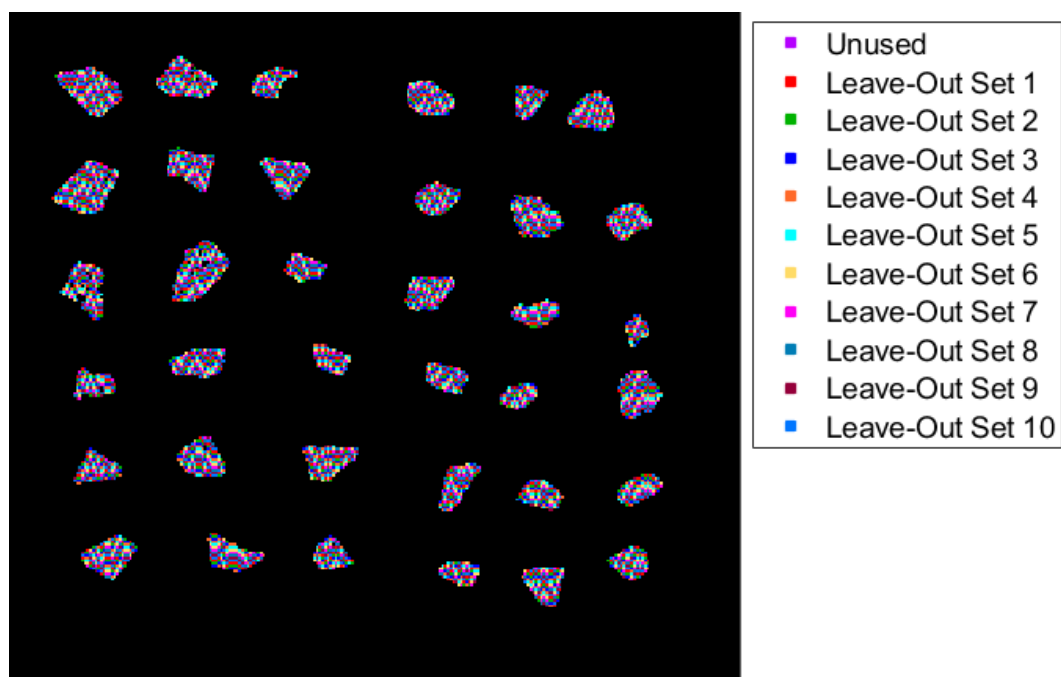 Unused
Leave-Out Set 1
Leave-Out Set 2
Leave-Out Set 3
Leave-Out Set 4
Leave-Out Set 5
Leave-Out Set 6
Leave-Out Set 7
Leave-Out Set 8
Leave-Out Set 9
Leave-Out Set 10